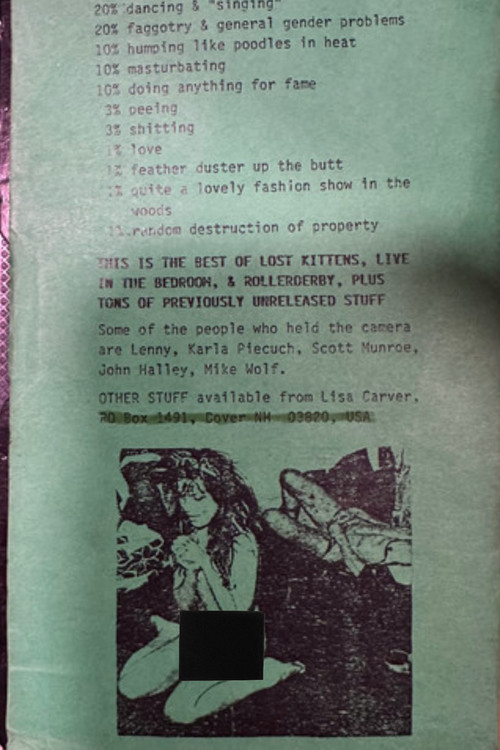 20% dancing & "singing"
20% faggotry & general gender problems
10% humping like poodles in heat
10% masturbating
10% doing anything for fame
3% peeing
3% shitting
1% love
1% feather duster up the butt
1% quite a lovely fashion show in the
woods
1% random destruction of property
THIS IS THE BEST OF LOST KITTENS, LIVE
IN THE BEDROOM, & ROLLERDERBY, PLUS
TONS OF PREVIOUSLY UNRELEASED STUFF
Some of the people who held the camera
are Lenny, Karla Piecuch, Scott Munroe,
John Halley, Mike Wolf.
OTHER STUFF available from Lisa Carver,
PO Box 1491, Dover NH 03820, USA